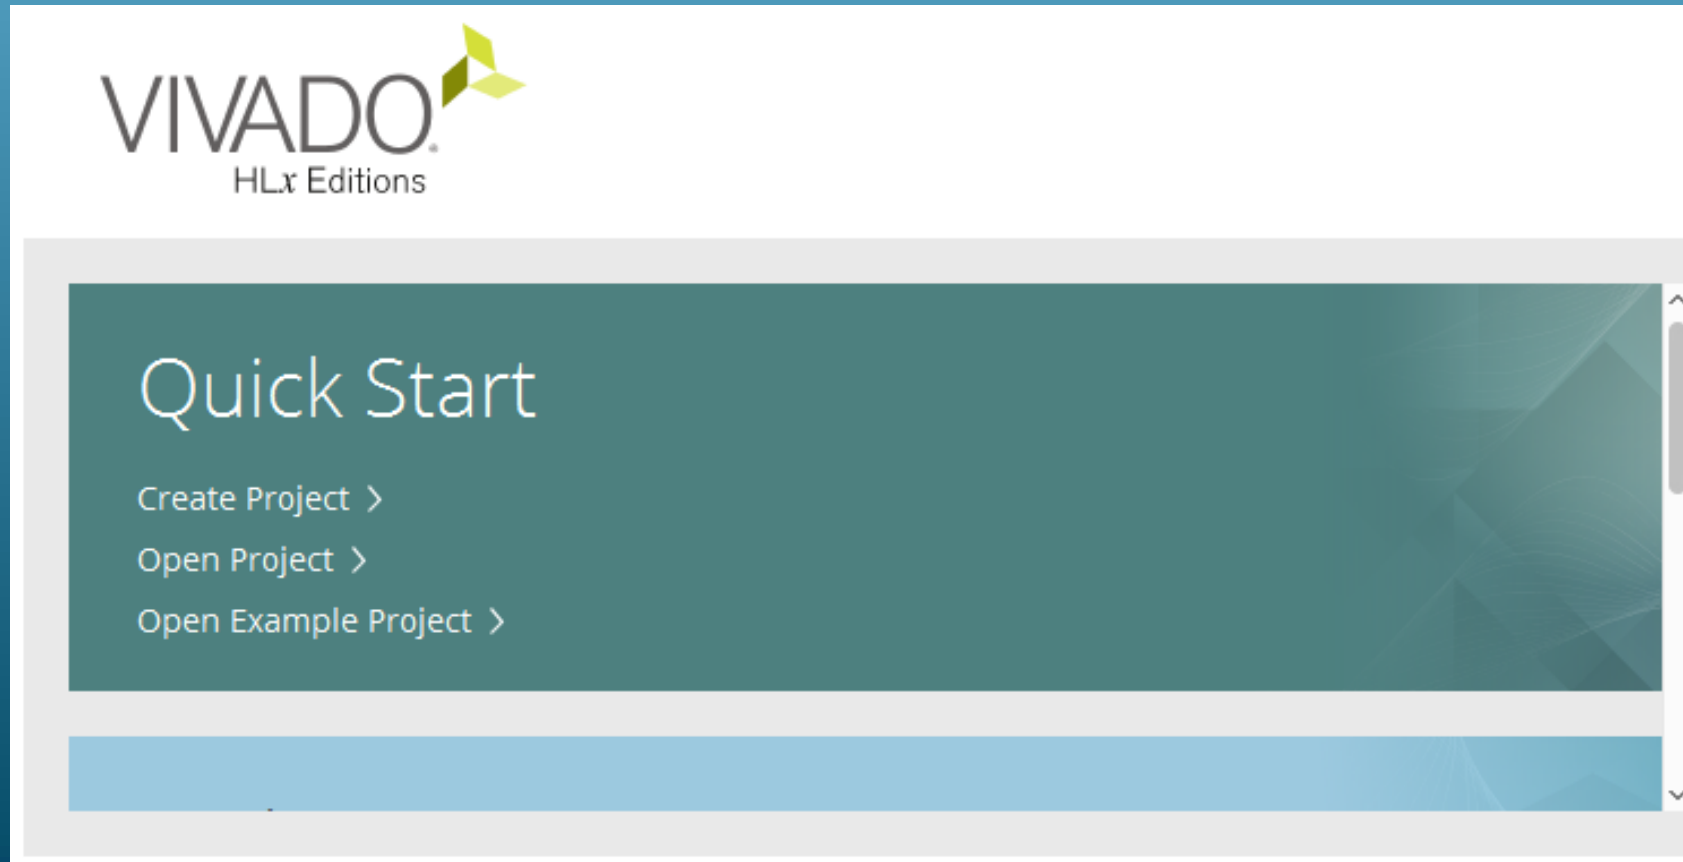 VIVADO
HLx Editions
Quick Start
Create Project >
Open Project >
Open Example Project >